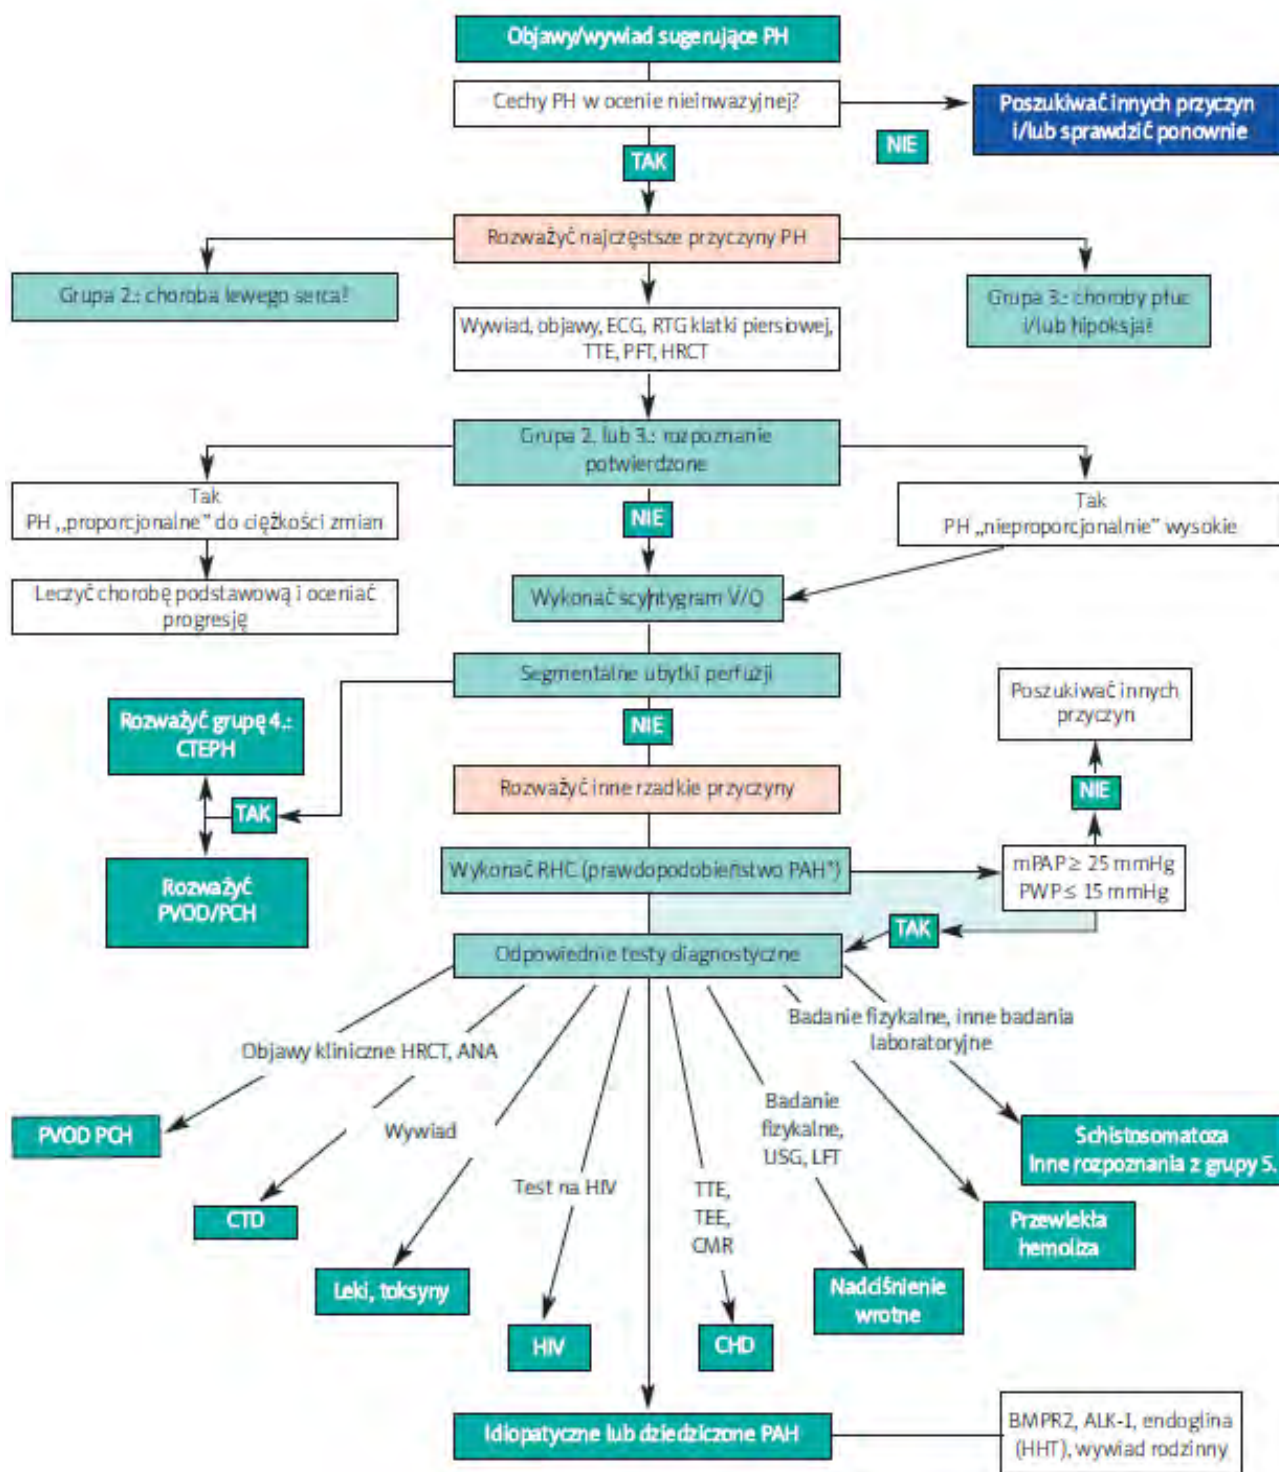 Objawy/wywiad sugerujące PH
Cechy PH w ocenie nieinwazyjnej?
Poszukiwać innych przyczyn
i/lub sprawdzić ponownie
NIE
TAK
Rozważyć najczęstsze przyczyny PH
Grupa 2.: choroba lewego serca?
Grupa 3.: choroby płuc
i/lub hipoksja?
Wywiad, objawy, ECG, RTG klatki piersiowej,
TTE, PFT, HRCT
Grupa 2. lub 3.: rozpoznanie
potwierdzone
Tak
PH „proporcjonalne” do ciężkości zmian
NIE
Tak
PH „nieproporcjonalnie” wysokie
Leczyć chorobę podstawową i oceniać
progresję
Wykonać scyntygram V/Q
Segmentalne ubytki perfuzji
Poszukiwać innych
przyczyn
Rozważyć grupę 4.:
CTEPH
NIE
Rozważyć inne rzadkie przyczyny
NIE
TAK
Wykonać RHC (prawdopodobieństwo PAH*)
mPAP ≥ 25 mmHg
PWP ≤ 15 mmHg
Rozważyć
PVOD/PCH
TAK
Odpowiednie testy diagnostyczne
Badanie fizykalne, inne badania
laboratoryjne
Objawy kliniczne HRCT, ANA
PVOD PCH
Wywiad
Badanie
fizykalne,
USG, LFT
Schistosomatoza
Inne rozpoznania z grupy 5.
Test na HIV
TTE,
TEE,
CMR
CTD
Przewlekła
hemoliza
Leki, toksyny
Nadciśnienie
wrotne
HIV
CHD
Idiopatyczne lub dziedziczone PAH
BMPR2, ALK-1, endoglina
(HHT), wywiad rodzinny